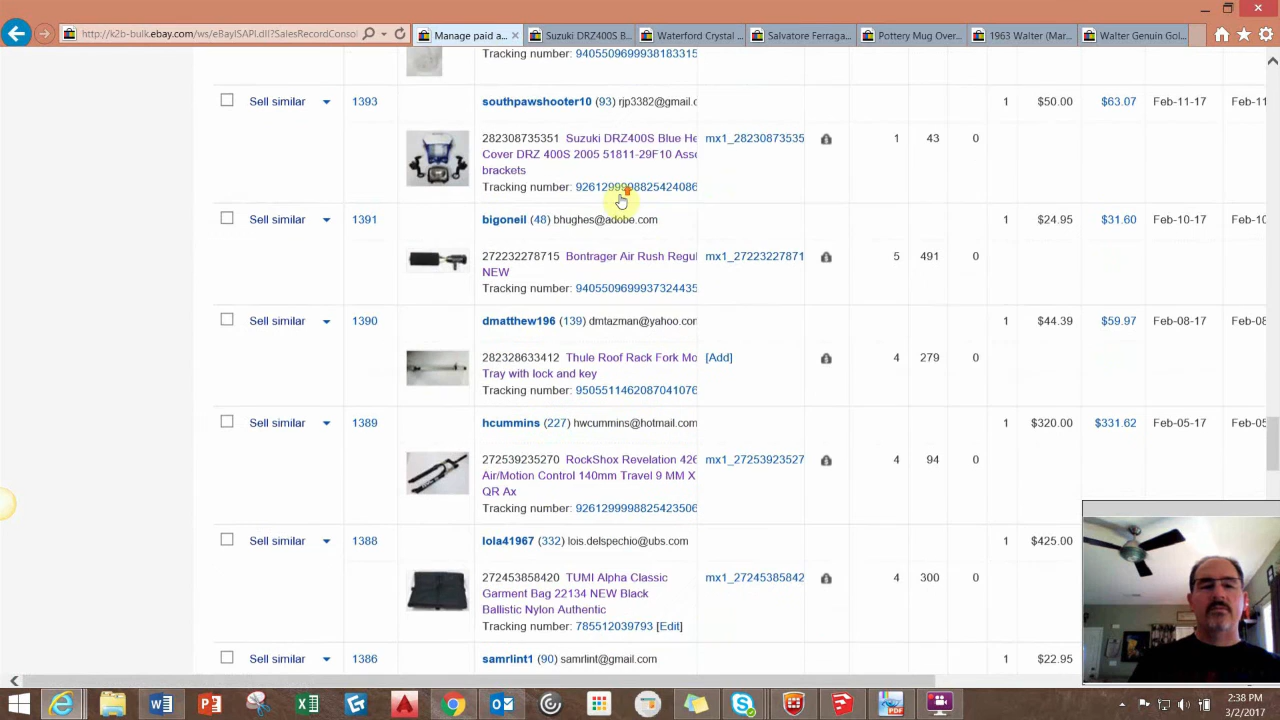 http://k2b-bulk.ebay.com/ws/eBayISAPI.dll?SalesRecordConso
Manage paid a...
Suzuki DRZ400S B...
Waterford Crystal ...
Salvatore Ferraga...
Pottery Mug Over...
1963 Walter (Mar...
Walter Genuin Gol...
Tracking number: 9405509699938183315
Sell similar 1393 southpawshooter10 (93) rjp3382@gmail.c 1 $50.00 $63.07 Feb-11-17 Feb-11
282308735351 Suzuki DRZ400S Blue He mx1_28230873535 1 43 0
Cover DRZ 400S 2005 51811-29F10 Asso
brackets
Tracking number: 9261299998825424086
Sell similar 1391 bigoneil (48) bhughes@adobe.com 1 $24.95 $31.60 Feb-10-17 Feb-10
272232278715 Bontrager Air Rush Regul mx1_27223227871 5 491 0
NEW
Tracking number: 9405509699937324435
Sell similar 1390 dmatthew196 (139) dmtazman@yahoo.com 1 $44.39 $59.97 Feb-08-17 Feb-08
282328633412 Thule Roof Rack Fork Mo [Add] 4 279 0
Tray with lock and key
Tracking number: 9505511462087041076
Sell similar 1389 hcummins (227) hwcummins@hotmail.com 1 $320.00 $331.62 Feb-05-17 Feb-05
272539235270 RockShox Revelation 426 mx1_27253923527 4 94 0
Air/Motion Control 140mm Travel 9 MM X
QR Ax
Tracking number: 9261299998825423506
Sell similar 1388 lola41967 (332) lois.delspechio@ubs.com 1 $425.00
272453858420 TUMI Alpha Classic mx1_27245385842 4 300 0
Garment Bag 22134 NEW Black
Ballistic Nylon Authentic
Tracking number: 785512039793 [Edit]
Sell similar 1386 samrlint1 (90) samrlint@gmail.com 1 $22.95
2:38 PM
3/2/2017